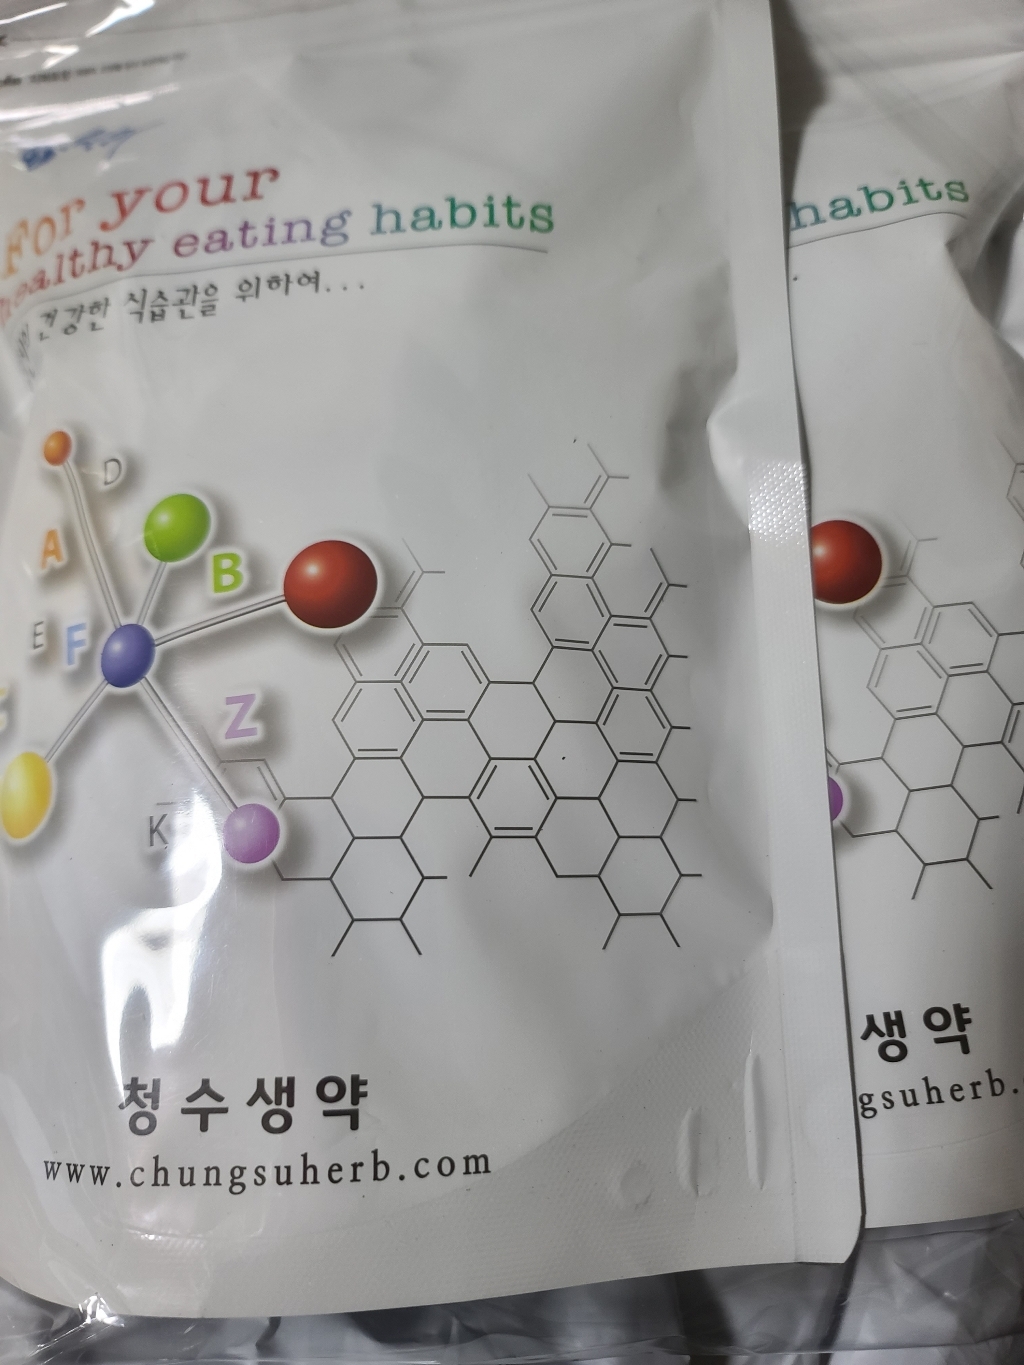 For your
healthy eating habits
건강한 식습관을 위하여...
D
A
B
E F
Z
K
청수생약
www.chungsuherb.com
habits
생약
gsuherb.